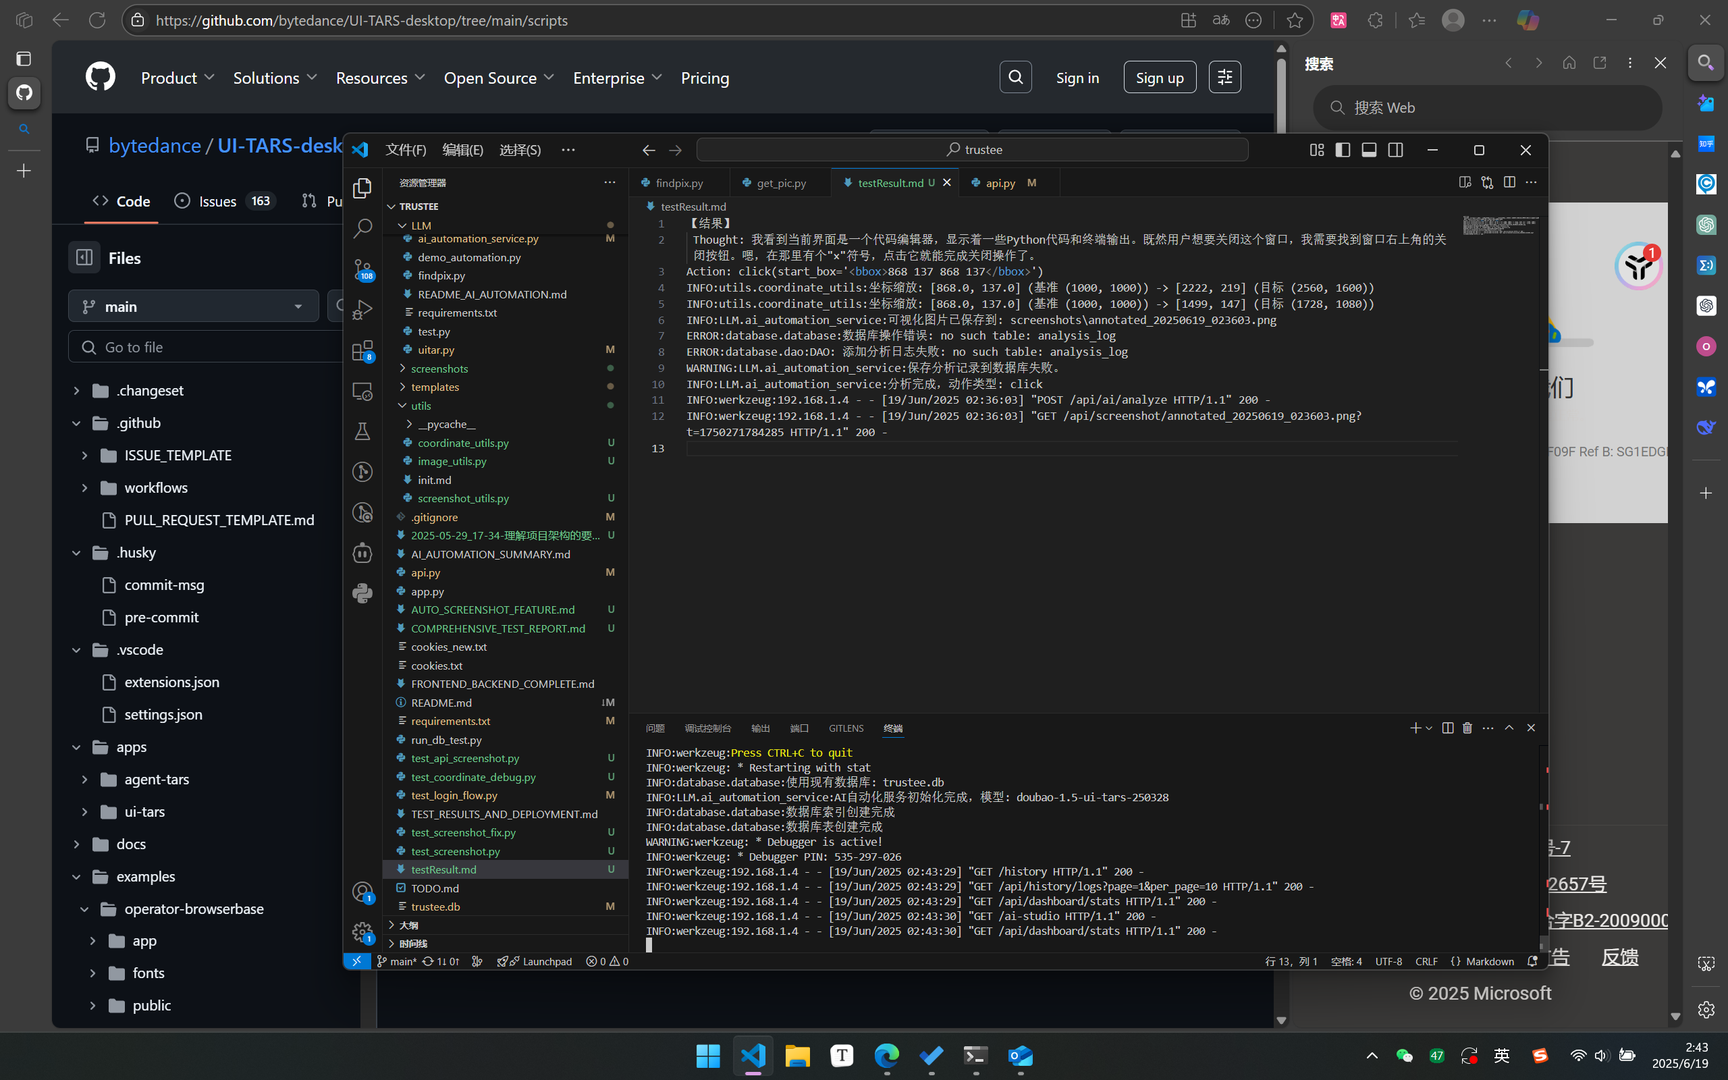 https://github.com/bytedance/UI-TARS-desktop/tree/main/scripts
Product
Solutions
Resources
Open Source
Enterprise
Pricing
Sign in
Sign up
bytedance / UI-TARS-desk
Code
Issues 163
Pu
Files
main
Go to file
.changeset
.github
ISSUE_TEMPLATE
workflows
PULL_REQUEST_TEMPLATE.md
.husky
commit-msg
pre-commit
.vscode
extensions.json
settings.json
apps
agent-tars
ui-tars
docs
examples
operator-browserbase
app
fonts
public
文件(F) 编辑(E) 选择(S) ···
trustee
资源管理器
TRUSTEE
LLM
ai_automation_service.py M
demo_automation.py
findpix.py
README_AI_AUTOMATION.md
requirements.txt
test.py
uitar.py M
screenshots
templates
utils
__pycache__
coordinate_utils.py U
image_utils.py U
init.md
screenshot_utils.py U
.gitignore M
2025-05-29_17-34-理解项目架构的要... U
AI_AUTOMATION_SUMMARY.md
api.py M
app.py
AUTO_SCREENSHOT_FEATURE.md U
COMPREHENSIVE_TEST_REPORT.md U
cookies_new.txt
cookies.txt
FRONTEND_BACKEND_COMPLETE.md
README.md ↓M
requirements.txt M
run_db_test.py
test_api_screenshot.py U
test_coordinate_debug.py U
test_login_flow.py M
TEST_RESULTS_AND_DEPLOYMENT.md
test_screenshot_fix.py U
test_screenshot.py U
testResult.md U
TODO.md
trustee.db M
大纲
时间线
108
8
1
1
findpix.py
get_pic.py
testResult.md U
api.py M
testResult.md
1 【结果】
2 Thought: 我看到当前界面是一个代码编辑器，显示着一些Python代码和终端输出。既然用户想要关闭这个窗口，我需要找到窗口右上角的关
闭按钮。嗯，在那里有个"×"符号，点击它就能完成关闭操作了。
3 Action: click(start_box='<bbox>868 137 868 137</bbox>')
4 INFO:utils.coordinate_utils:坐标缩放: [868.0, 137.0] (基准 (1000, 1000)) -> [2222, 219] (目标 (2560, 1600))
5 INFO:utils.coordinate_utils:坐标缩放: [868.0, 137.0] (基准 (1000, 1000)) -> [1499, 147] (目标 (1728, 1080))
6 INFO:LLM.ai_automation_service:可视化图片已保存到: screenshots\annotated_20250619_023603.png
7 ERROR:database.database:数据库操作错误: no such table: analysis_log
8 ERROR:database.dao:DAO: 添加分析日志失败: no such table: analysis_log
9 WARNING:LLM.ai_automation_service:保存分析记录到数据库失败。
10 INFO:LLM.ai_automation_service:分析完成，动作类型: click
11 INFO:werkzeug:192.168.1.4 - - [19/Jun/2025 02:36:03] "POST /api/ai/analyze HTTP/1.1" 200 -
12 INFO:werkzeug:192.168.1.4 - - [19/Jun/2025 02:36:03] "GET /api/screenshot/annotated_20250619_023603.png?
t=1750271784285 HTTP/1.1" 200 -
13
问题 调试控制台 输出 端口 GITLENS 终端
INFO:werkzeug:Press CTRL+C to quit
INFO:werkzeug: * Restarting with stat
INFO:database.database:使用现有数据库: trustee.db
INFO:LLM.ai_automation_service:AI自动化服务初始化完成，模型: doubao-1.5-ui-tars-250328
INFO:database.database:数据库索引创建完成
INFO:database.database:数据库表创建完成
WARNING:werkzeug: * Debugger is active!
INFO:werkzeug: * Debugger PIN: 535-297-026
INFO:werkzeug:192.168.1.4 - - [19/Jun/2025 02:43:29] "GET /history HTTP/1.1" 200 -
INFO:werkzeug:192.168.1.4 - - [19/Jun/2025 02:43:29] "GET /api/history/logs?page=1&per_page=10 HTTP/1.1" 200 -
INFO:werkzeug:192.168.1.4 - - [19/Jun/2025 02:43:29] "GET /api/dashboard/stats HTTP/1.1" 200 -
INFO:werkzeug:192.168.1.4 - - [19/Jun/2025 02:43:30] "GET /ai-studio HTTP/1.1" 200 -
INFO:werkzeug:192.168.1.4 - - [19/Jun/2025 02:43:30] "GET /api/dashboard/stats HTTP/1.1" 200 -
main* 1↓ 0↑ Launchpad 0 0
行 13，列 1 空格: 4 UTF-8 CRLF {} Markdown
搜索
搜索 Web
1
们
F09F Ref B: SG1EDG
号-7
2657号
合字B2-2009000
告
反馈
© 2025 Microsoft
知乎
47
英
2:43
2025/6/19